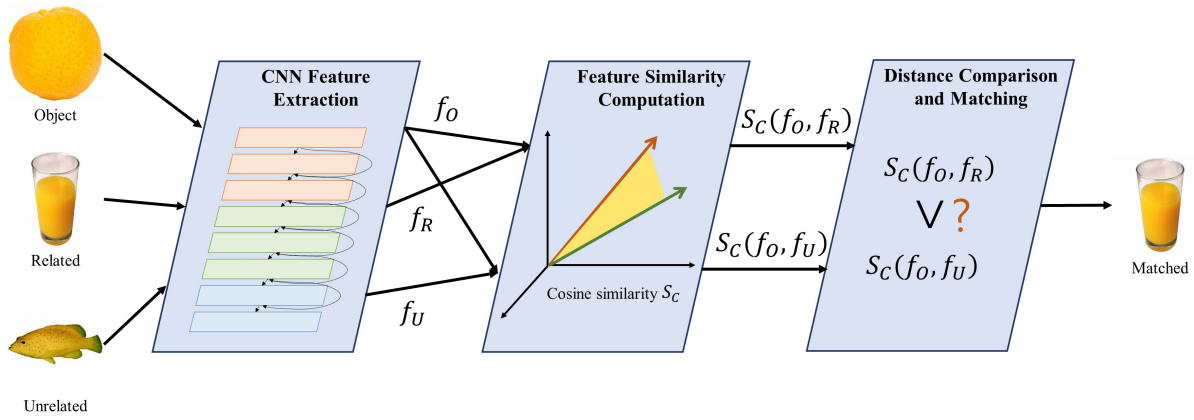 Object
Related
Unrelated
CNN Feature
Extraction
f_O
f_R
f_U
Feature Similarity
Computation
Cosine similarity S_C
S_C(f_O, f_R)
S_C(f_O, f_U)
Distance Comparison
and Matching
S_C(f_O, f_R)
∨ ?
S_C(f_O, f_U)
Matched